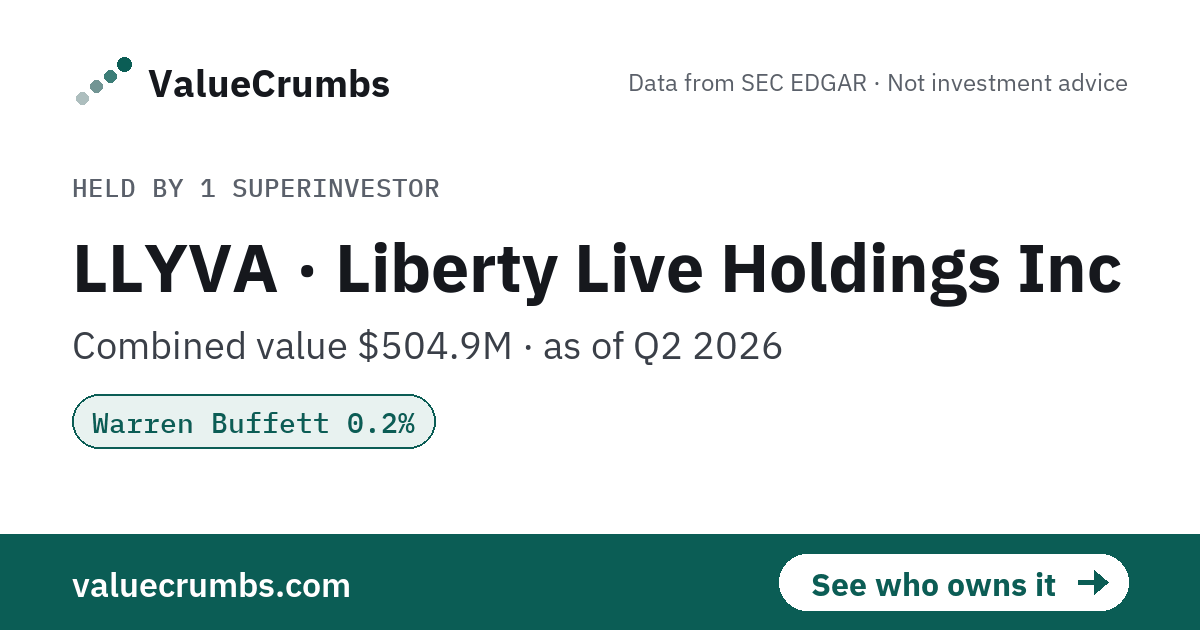 ValueCrumbs
Data from SEC EDGAR · Not investment advice
HELD BY 1 SUPERINVESTOR
LLYVA · Liberty Live Holdings Inc
Combined value $504.9M · as of Q2 2026
Warren Buffett 0.2%
valuecrumbs.com
See who owns it →